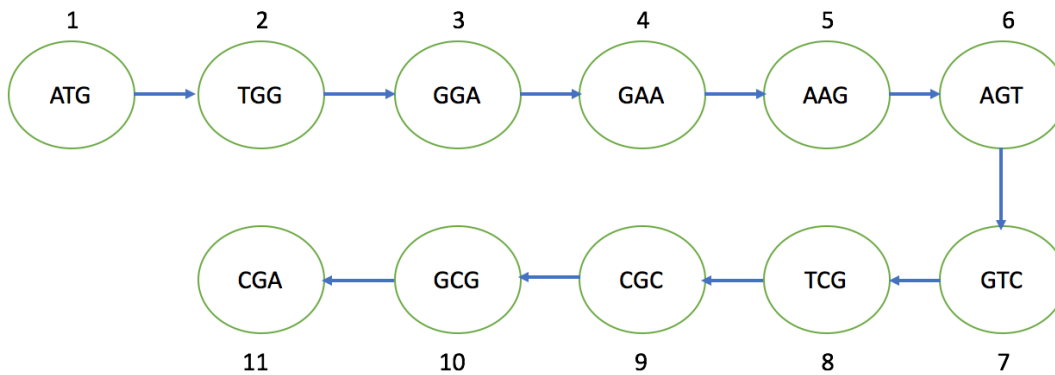 1 2 3 4 5 6
ATG TGG GGA GAA AAG AGT
CGA GCG CGC TCG GTC
11 10 9 8 7